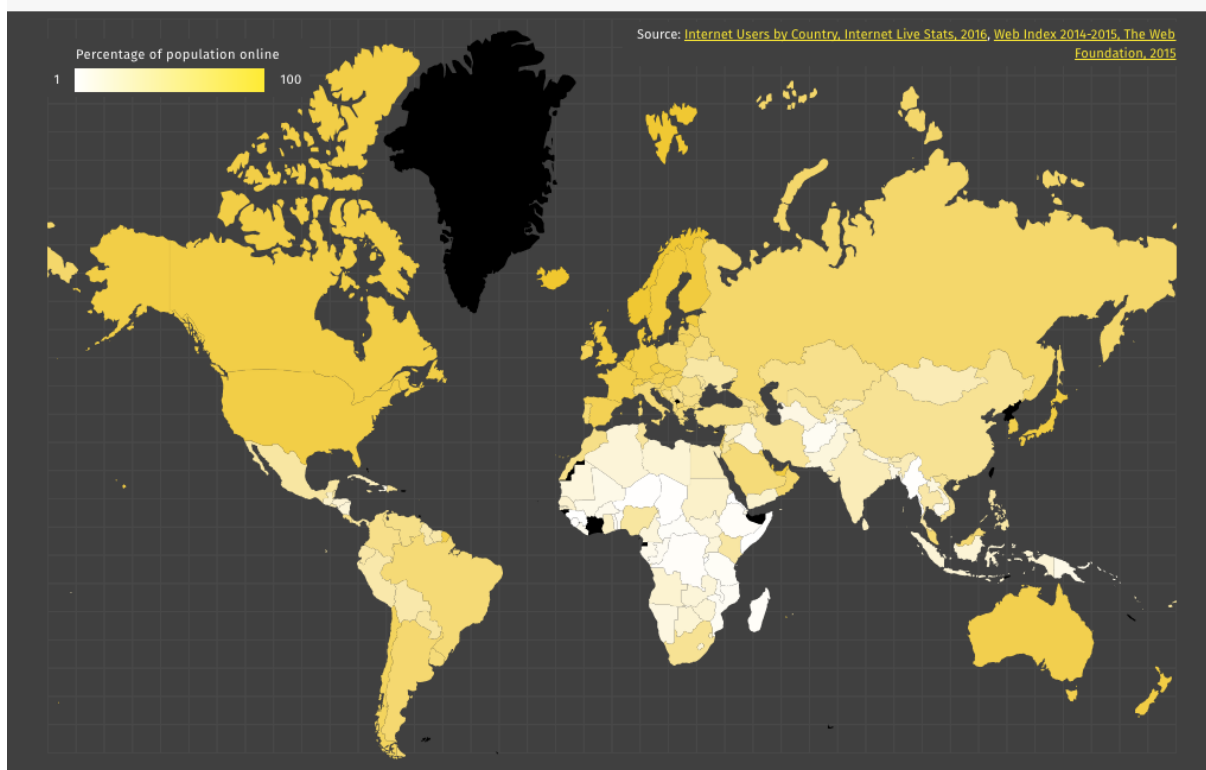 Percentage of population online
1 100
Source: Internet Users by Country, Internet Live Stats, 2016, Web Index 2014-2015, The Web
Foundation, 2015